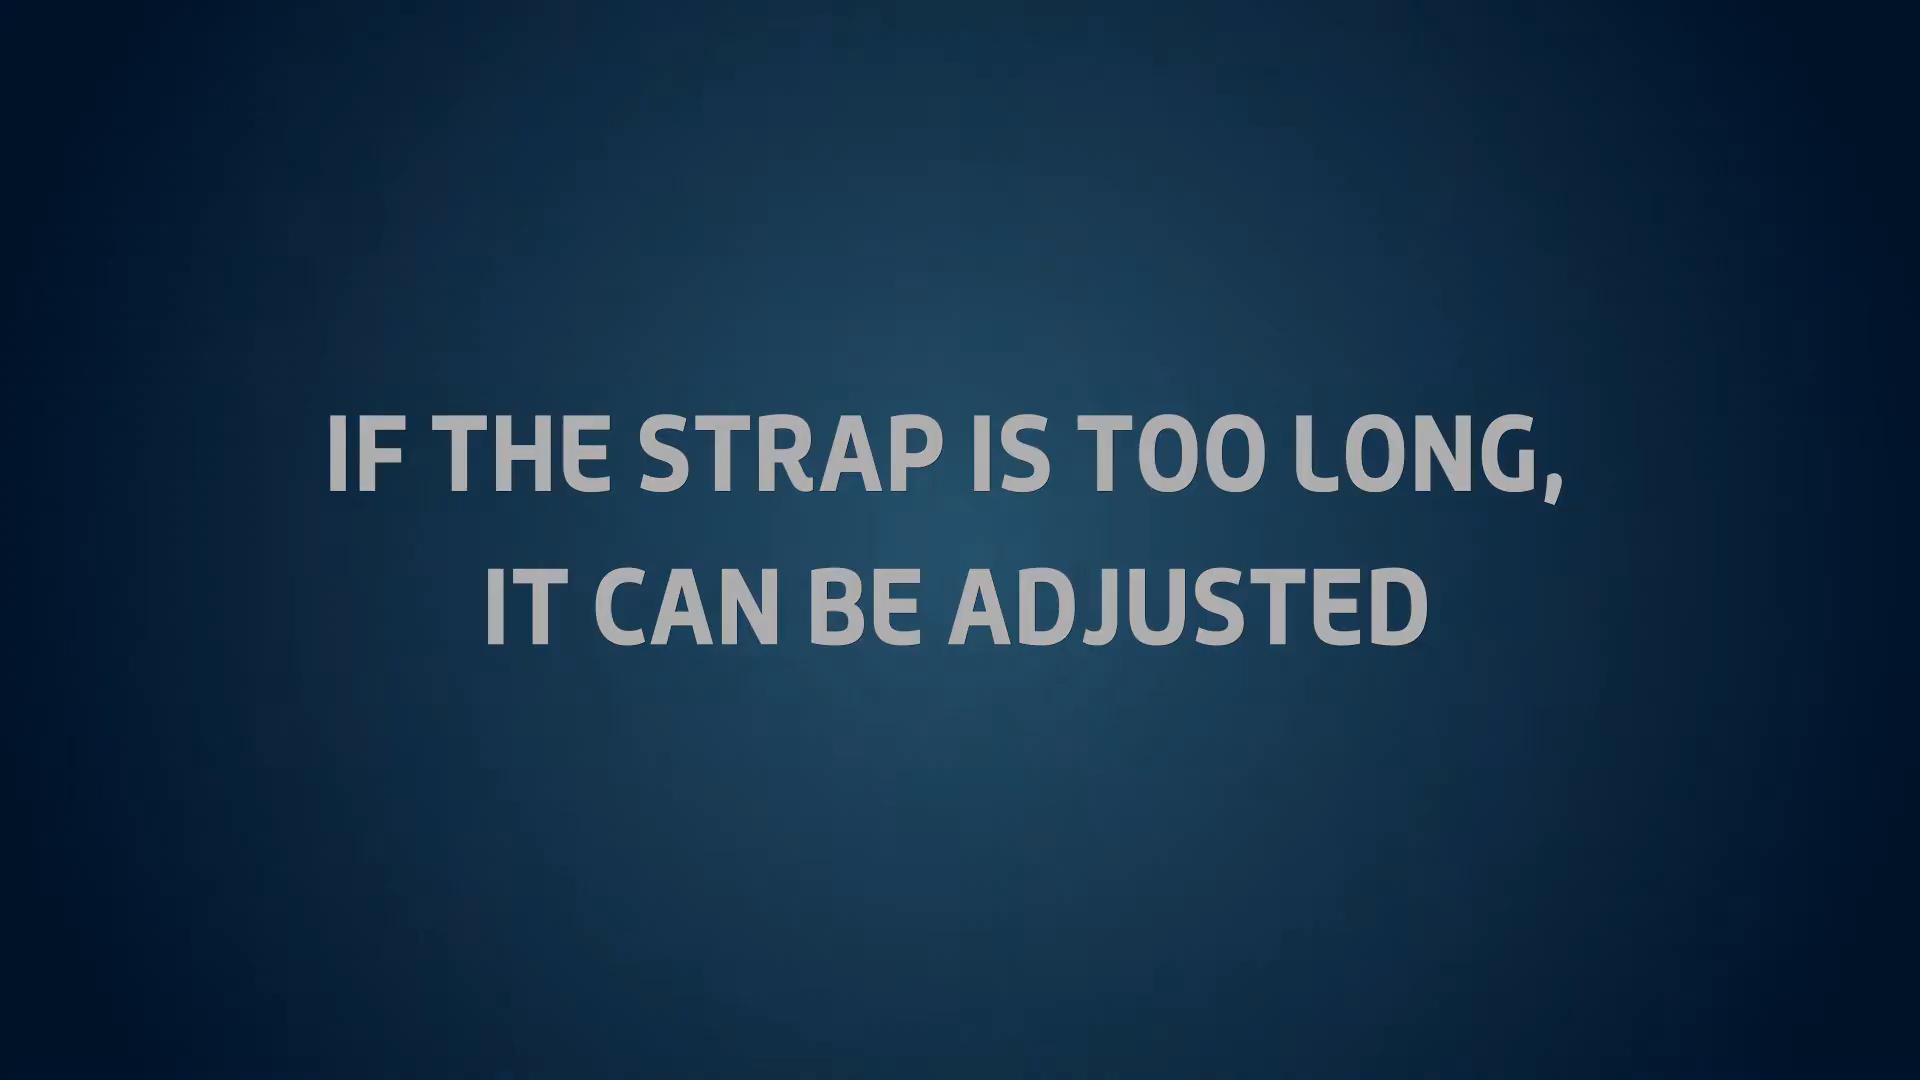 IF THE STRAP IS TOO LONG,
IT CAN BE ADJUSTED